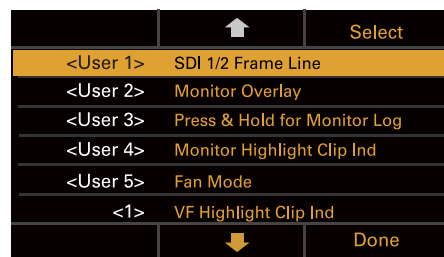 Select
<User 1> SDI 1/2 Frame Line
<User 2> Monitor Overlay
<User 3> Press & Hold for Monitor Log
<User 4> Monitor Highlight Clip Ind
<User 5> Fan Mode
<1> VF Highlight Clip Ind
Done